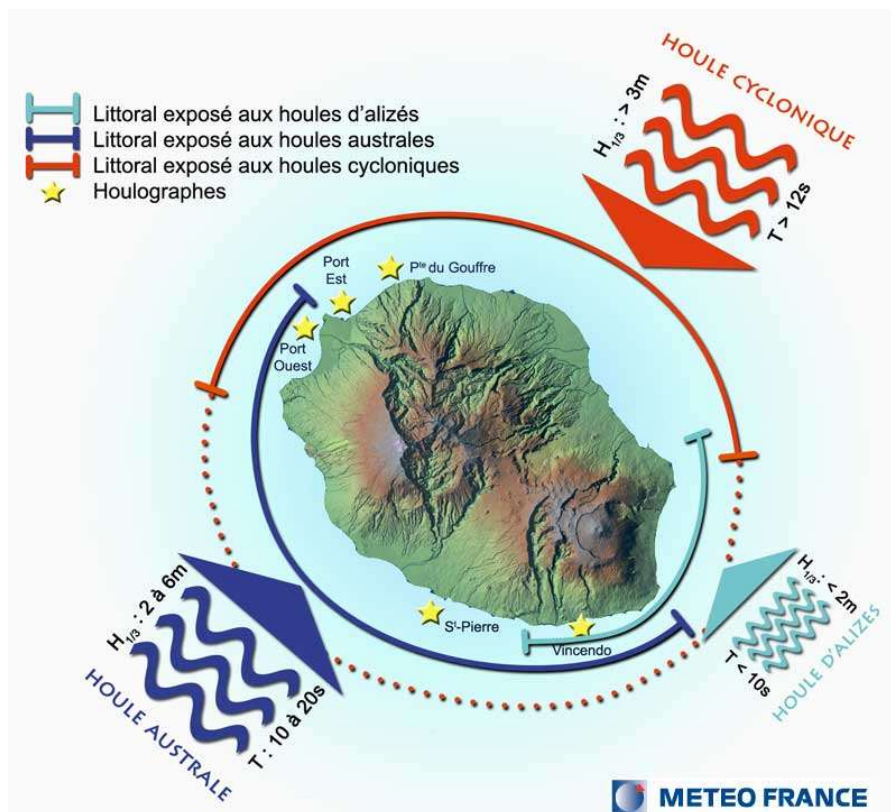 HOULE CYCLONIQUE
H1/3 : > 3m
T > 12s
Littoral exposé aux houles d'alizés
Littoral exposé aux houles australes
Littoral exposé aux houles cycloniques
Houlographes
Port
Est
Pte du Gouffre
Port
Ouest
St-Pierre
Vincendo
H1/3 : 2 à 6m
T : 10 à 20s
HOULE AUSTRALE
H1/3: < 2m
T < 10s
HOULE D'ALIZÉS
METEO FRANCE